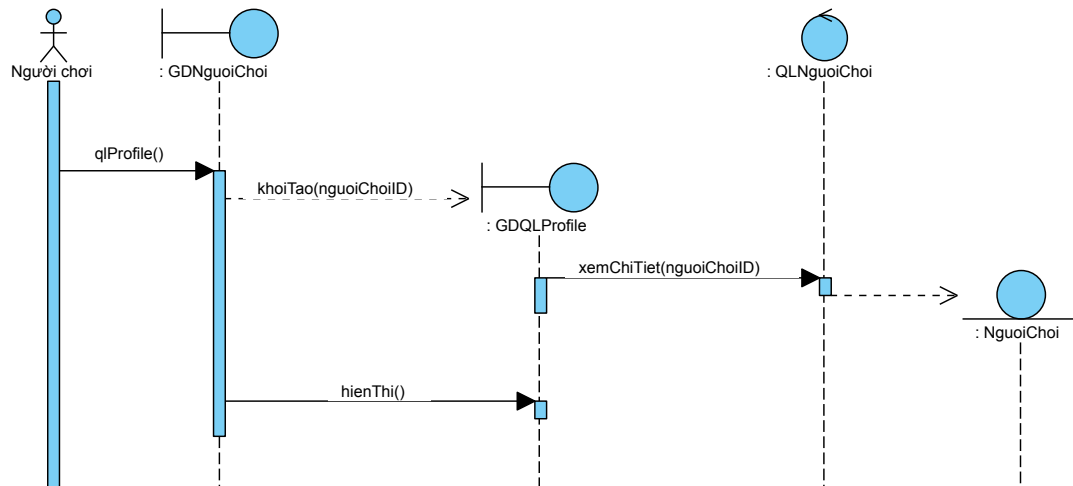 Người chơi
: GDNguoiChoi
: QLNguoiChoi
qlProfile()
khoiTao(nguoiChoiID)
: GDQLProfile
xemChiTiet(nguoiChoiID)
: NguoiChoi
hienThi()